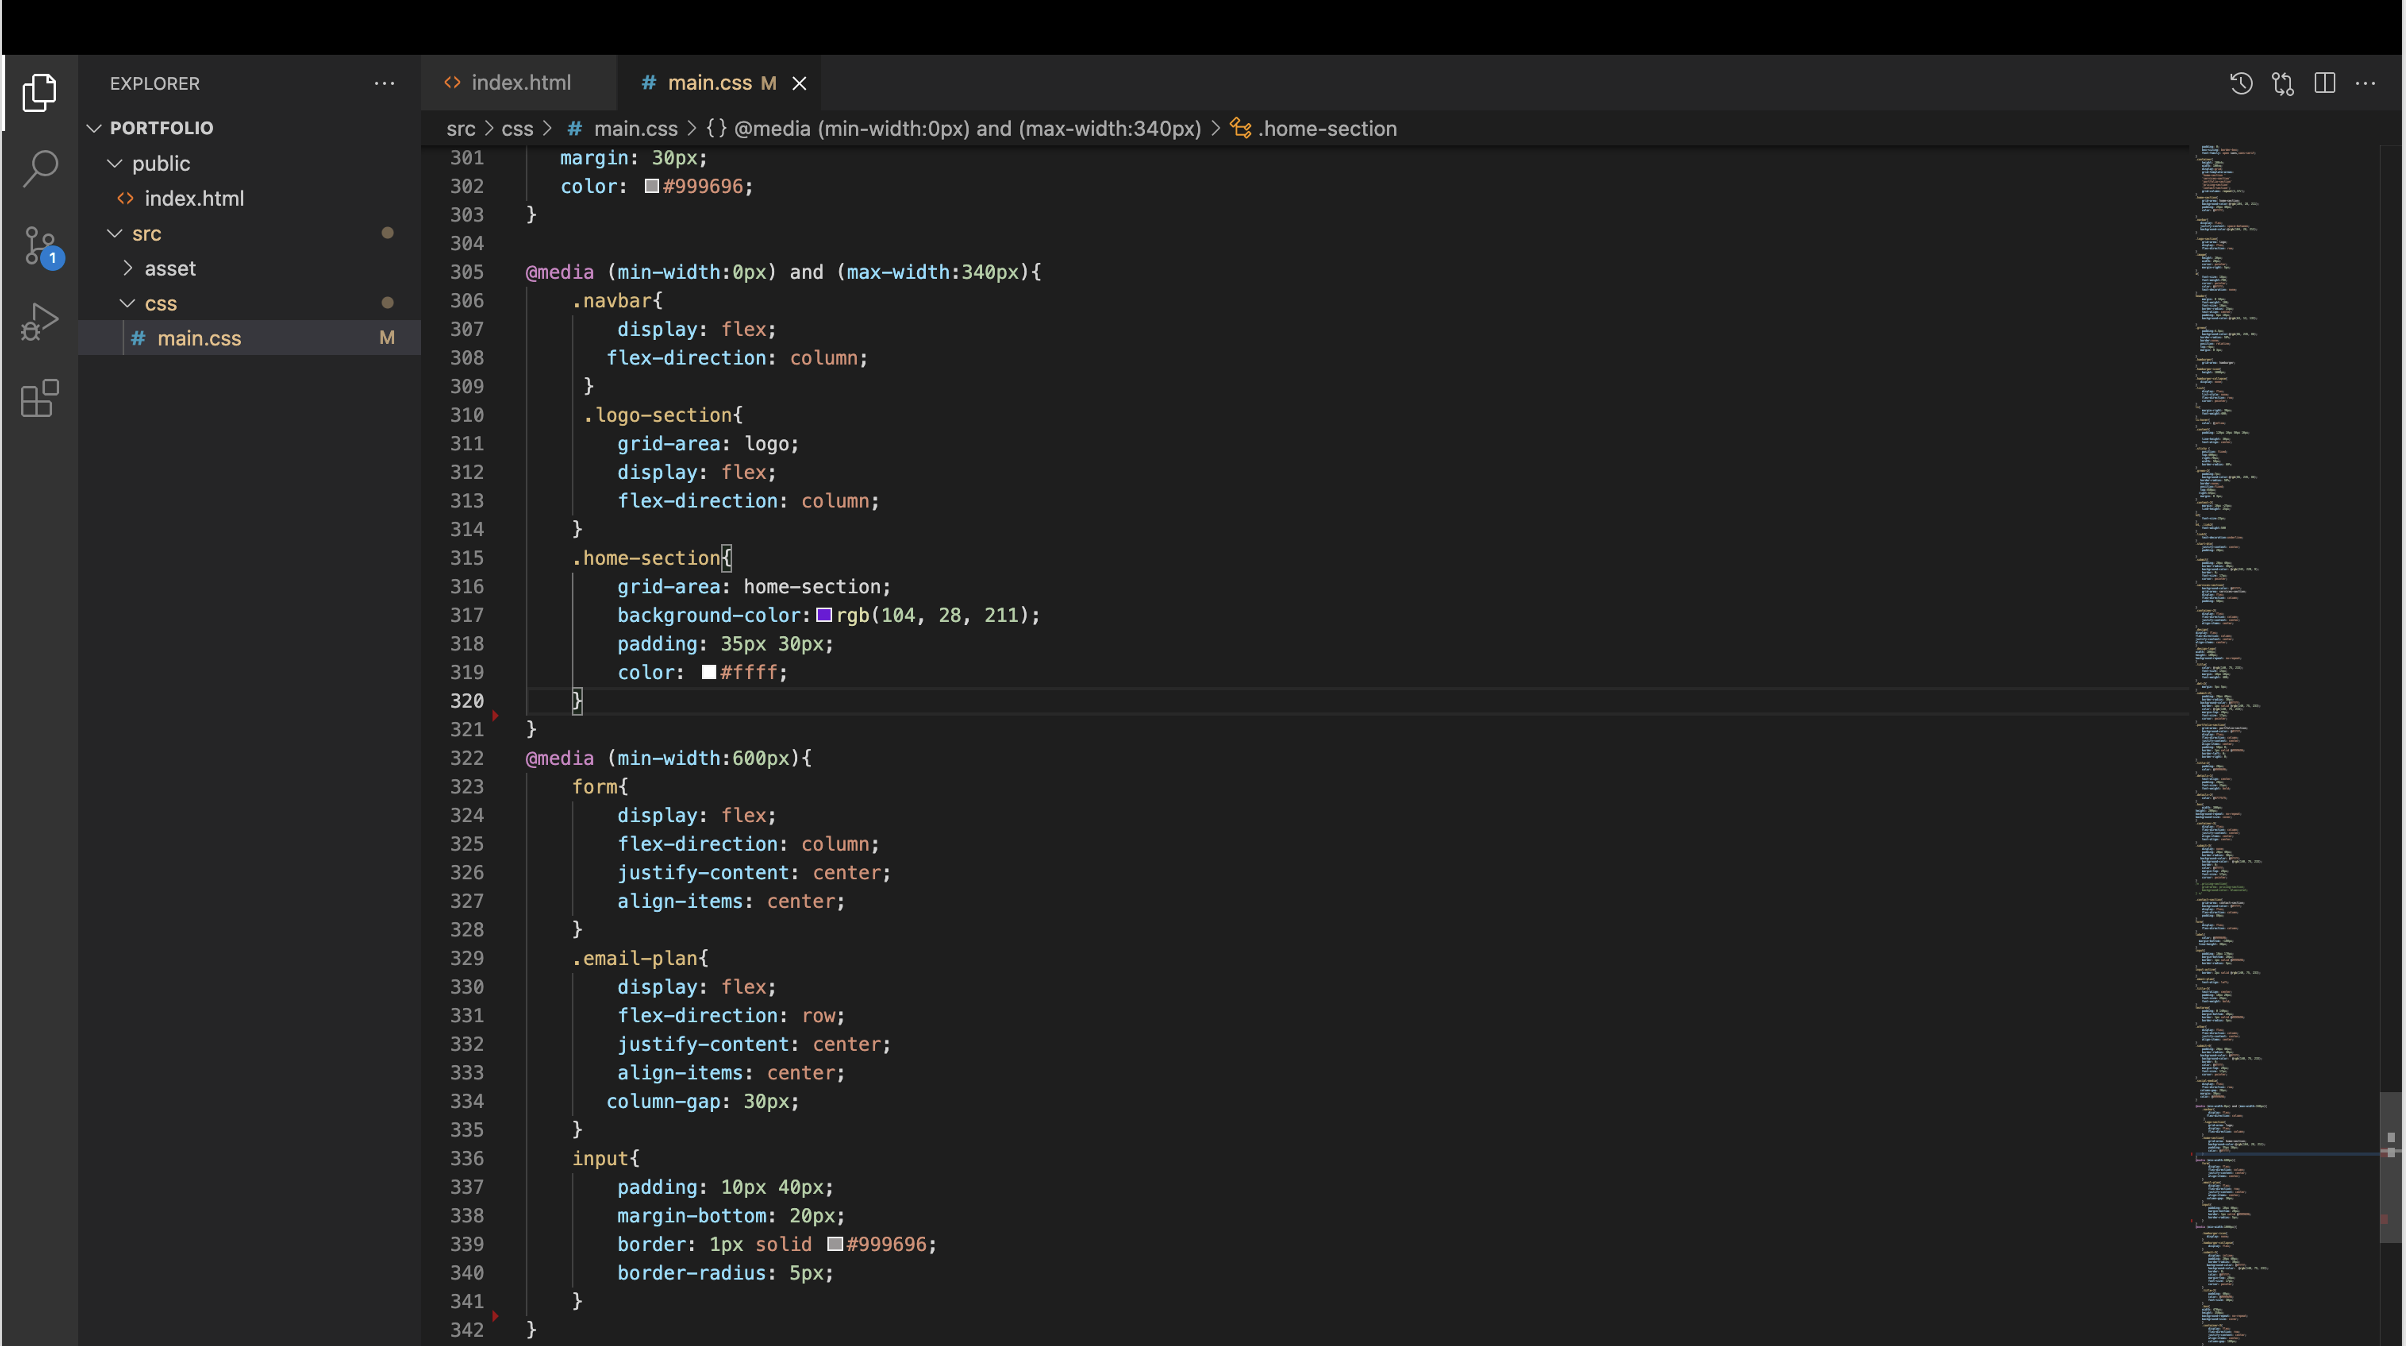 EXPLORER
PORTFOLIO
public
index.html
src
asset
css
main.css M
1
index.html
main.css M
src > css > # main.css > {} @media (min-width:0px) and (max-width:340px) > .home-section
301 margin: 30px;
302 color: #999696;
303 }
304
305 @media (min-width:0px) and (max-width:340px){
306 .navbar{
307 display: flex;
308 flex-direction: column;
309 }
310 .logo-section{
311 grid-area: logo;
312 display: flex;
313 flex-direction: column;
314 }
315 .home-section{
316 grid-area: home-section;
317 background-color: rgb(104, 28, 211);
318 padding: 35px 30px;
319 color: #ffff;
320 }
321 }
322 @media (min-width:600px){
323 form{
324 display: flex;
325 flex-direction: column;
326 justify-content: center;
327 align-items: center;
328 }
329 .email-plan{
330 display: flex;
331 flex-direction: row;
332 justify-content: center;
333 align-items: center;
334 column-gap: 30px;
335 }
336 input{
337 padding: 10px 40px;
338 margin-bottom: 20px;
339 border: 1px solid #999696;
340 border-radius: 5px;
341 }
342 }